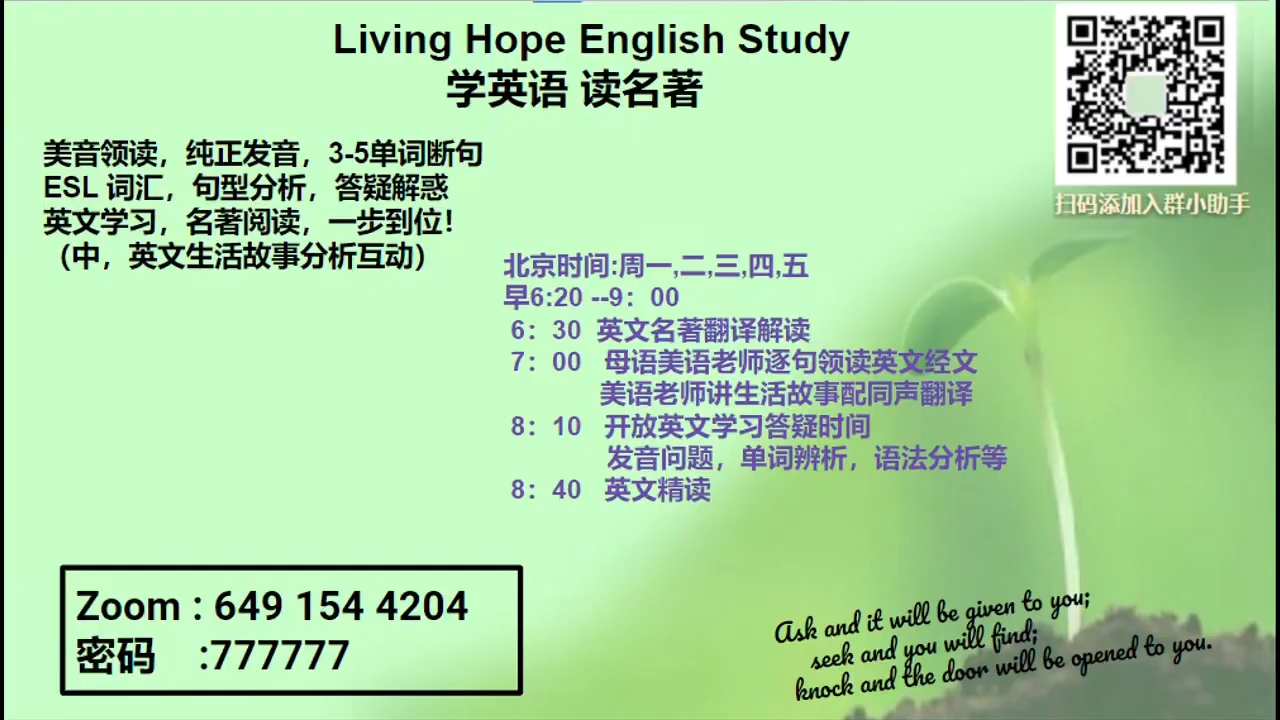 Living Hope English Study
学英语 读名著
美音领读，纯正发音，3-5单词断句
ESL 词汇，句型分析，答疑解惑
英文学习，名著阅读，一步到位！
（中，英文生活故事分析互动）
扫码添加入群小助手
北京时间:周一,二,三,四,五
早6:20 --9：00
6：30 英文名著翻译解读
7：00 母语美语老师逐句领读英文经文
美语老师讲生活故事配同声翻译
8：10 开放英文学习答疑时间
发音问题，单词辨析，语法分析等
8：40 英文精读
Zoom : 649 154 4204
密码 :777777
Ask and it will be given to you;
seek and you will find;
knock and the door will be opened to you.